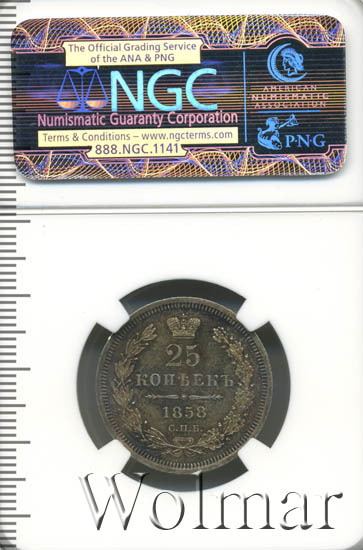 The Official Grading Service
of the ANA & PNG
NGC
Numismatic Guaranty Corporation
Terms & Conditions – www.ngcterms.com
888.NGC.1141
AMERICAN
NUMISMATIC
ASSOCIATION
P·N·G
25
КОПѢЕКЪ
1858
С.П.Б.
Wolmar